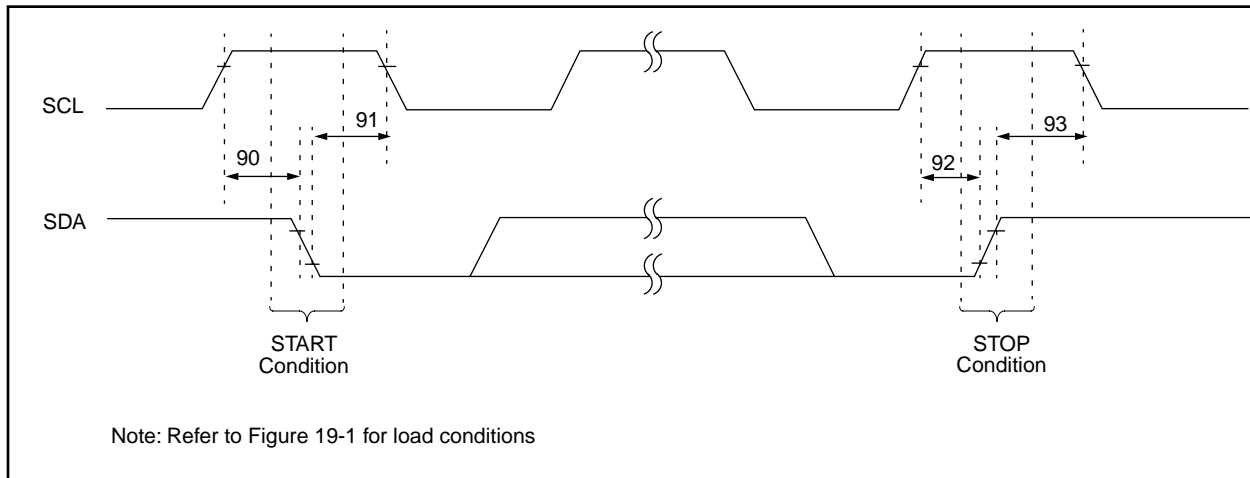 SCL
91
93
90
92
SDA
START
Condition
STOP
Condition
Note: Refer to Figure 19-1 for load conditions